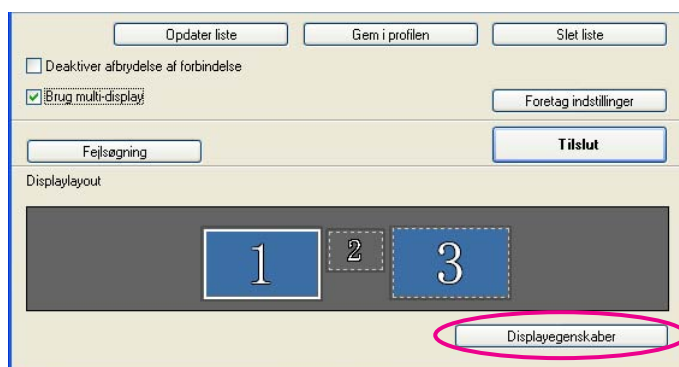 Opdater liste Gem i profilen Slet liste
Deaktiver afbrydelse af forbindelse
Brug multi-display Foretag indstillinger
Fejlsøgning Tilslut
Displaylayout
1 2 3
Displayegenskaber